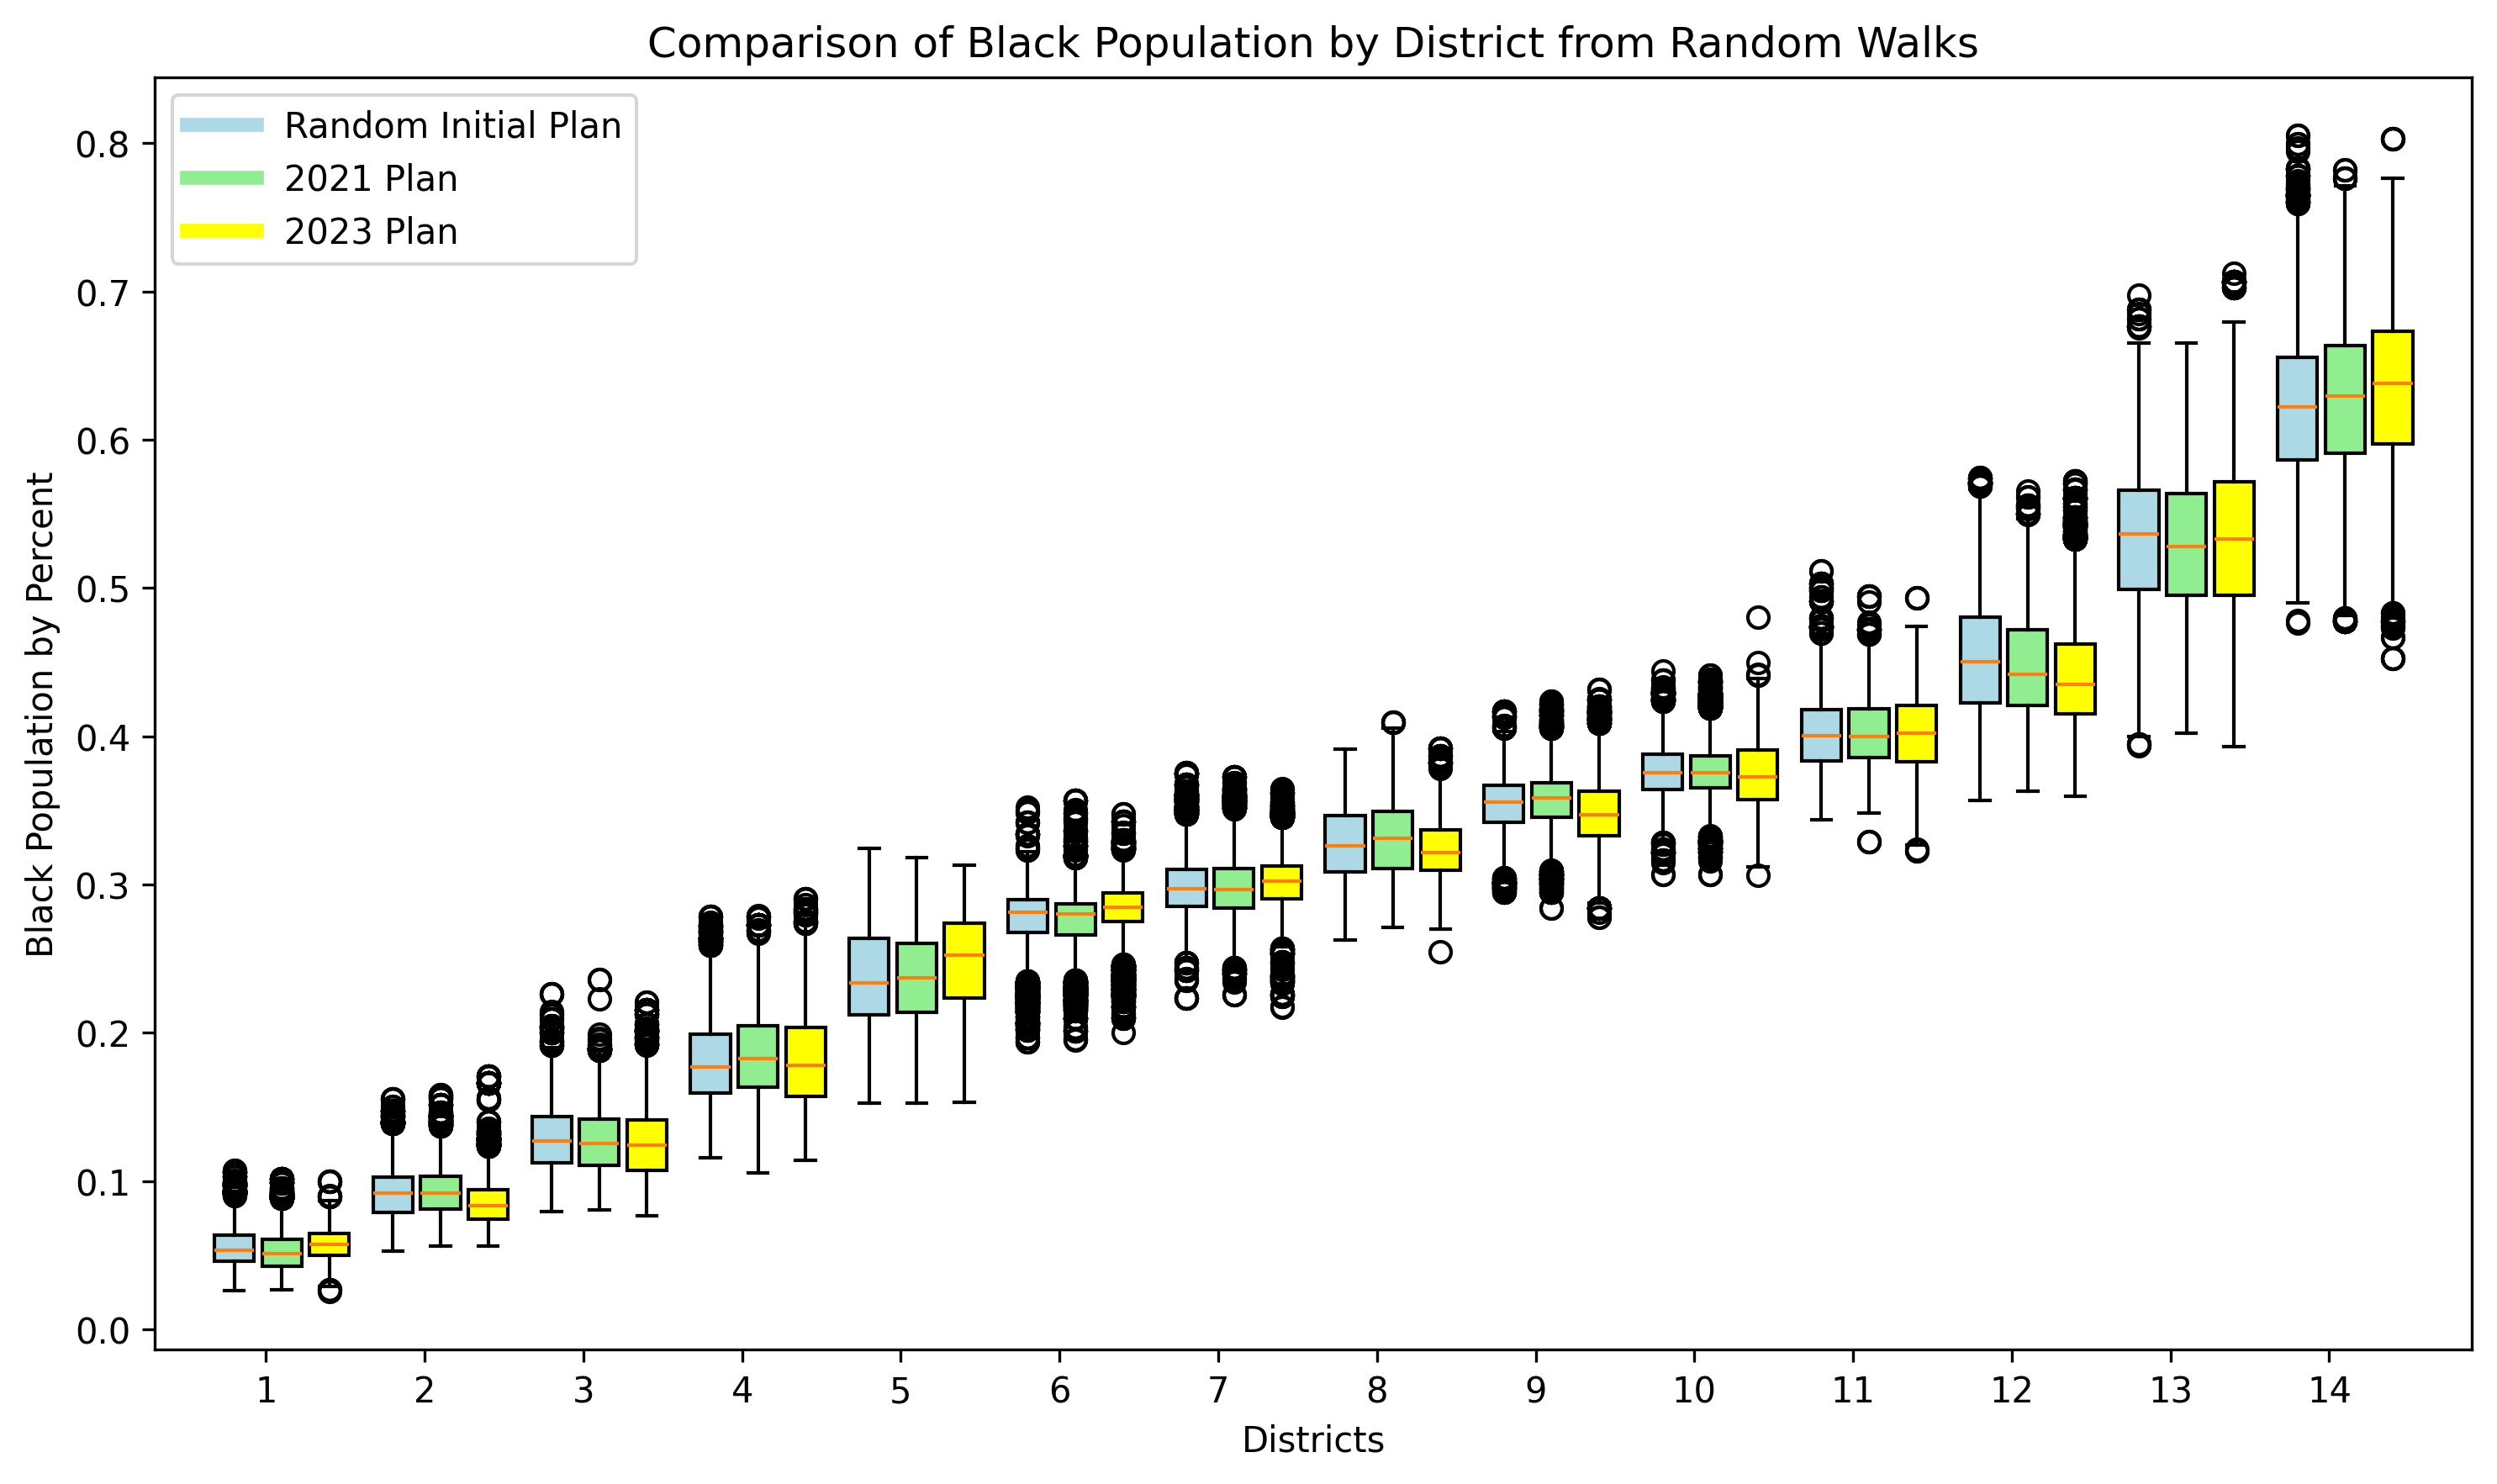 Comparison of Black Population by District from Random Walks
Random Initial Plan
2021 Plan
2023 Plan
Black Population by Percent
0.8
0.7
0.6
0.5
0.4
0.3
0.2
0.1
0.0
1 2 3 4 5 6 7 8 9 10 11 12 13 14
Districts